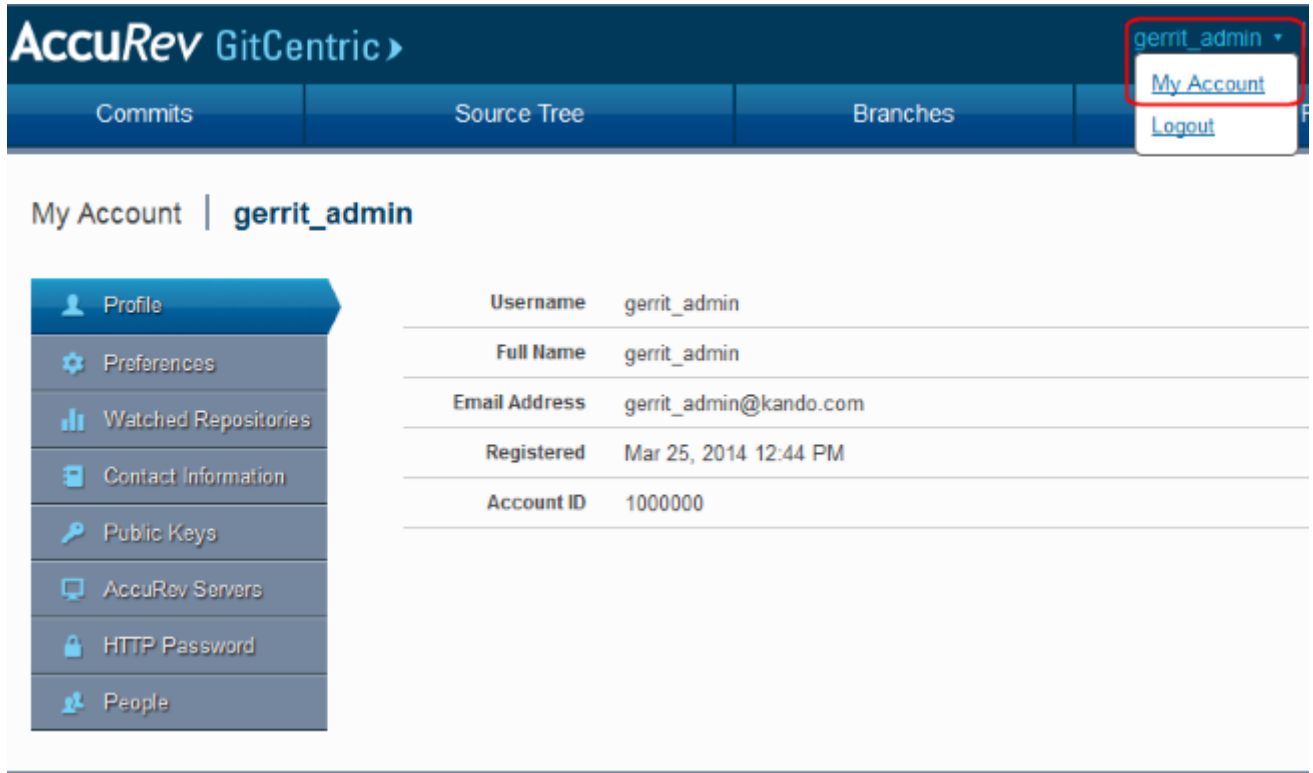 AccuRev GitCentric
gerrit_admin
My Account
Logout
Commits
Source Tree
Branches
My Account
gerrit_admin
Profile
Preferences
Watched Repositories
Contact Information
Public Keys
AccuRev Servers
HTTP Password
People
Username gerrit_admin
Full Name gerrit_admin
Email Address gerrit_admin@kando.com
Registered Mar 25, 2014 12:44 PM
Account ID 1000000